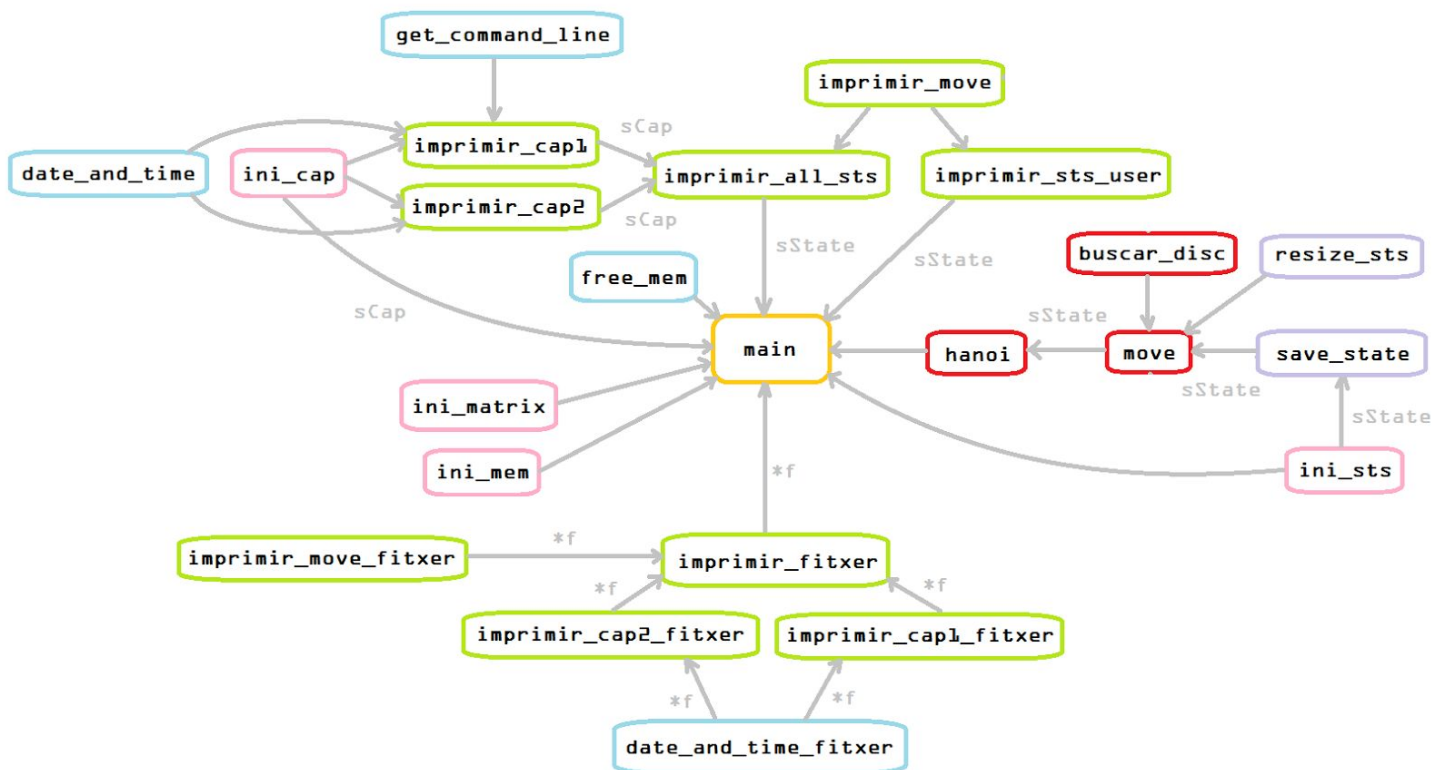 get_command_line
imprimir_move
sCap
imprimir_cap1
date_and_time
ini_cap
imprimir_all_sts
imprimir_sts_user
imprimir_cap2
sCap
sState
sState
buscar_disc
resize_sts
free_mem
sCap
sState
main
hanoi
move
save_state
sState
sState
ini_matrix
ini_mem
*f
ini_sts
*f
imprimir_move_fitxer
imprimir_fitxer
*f
*f
imprimir_cap2_fitxer
imprimir_cap1_fitxer
*f
*f
date_and_time_fitxer